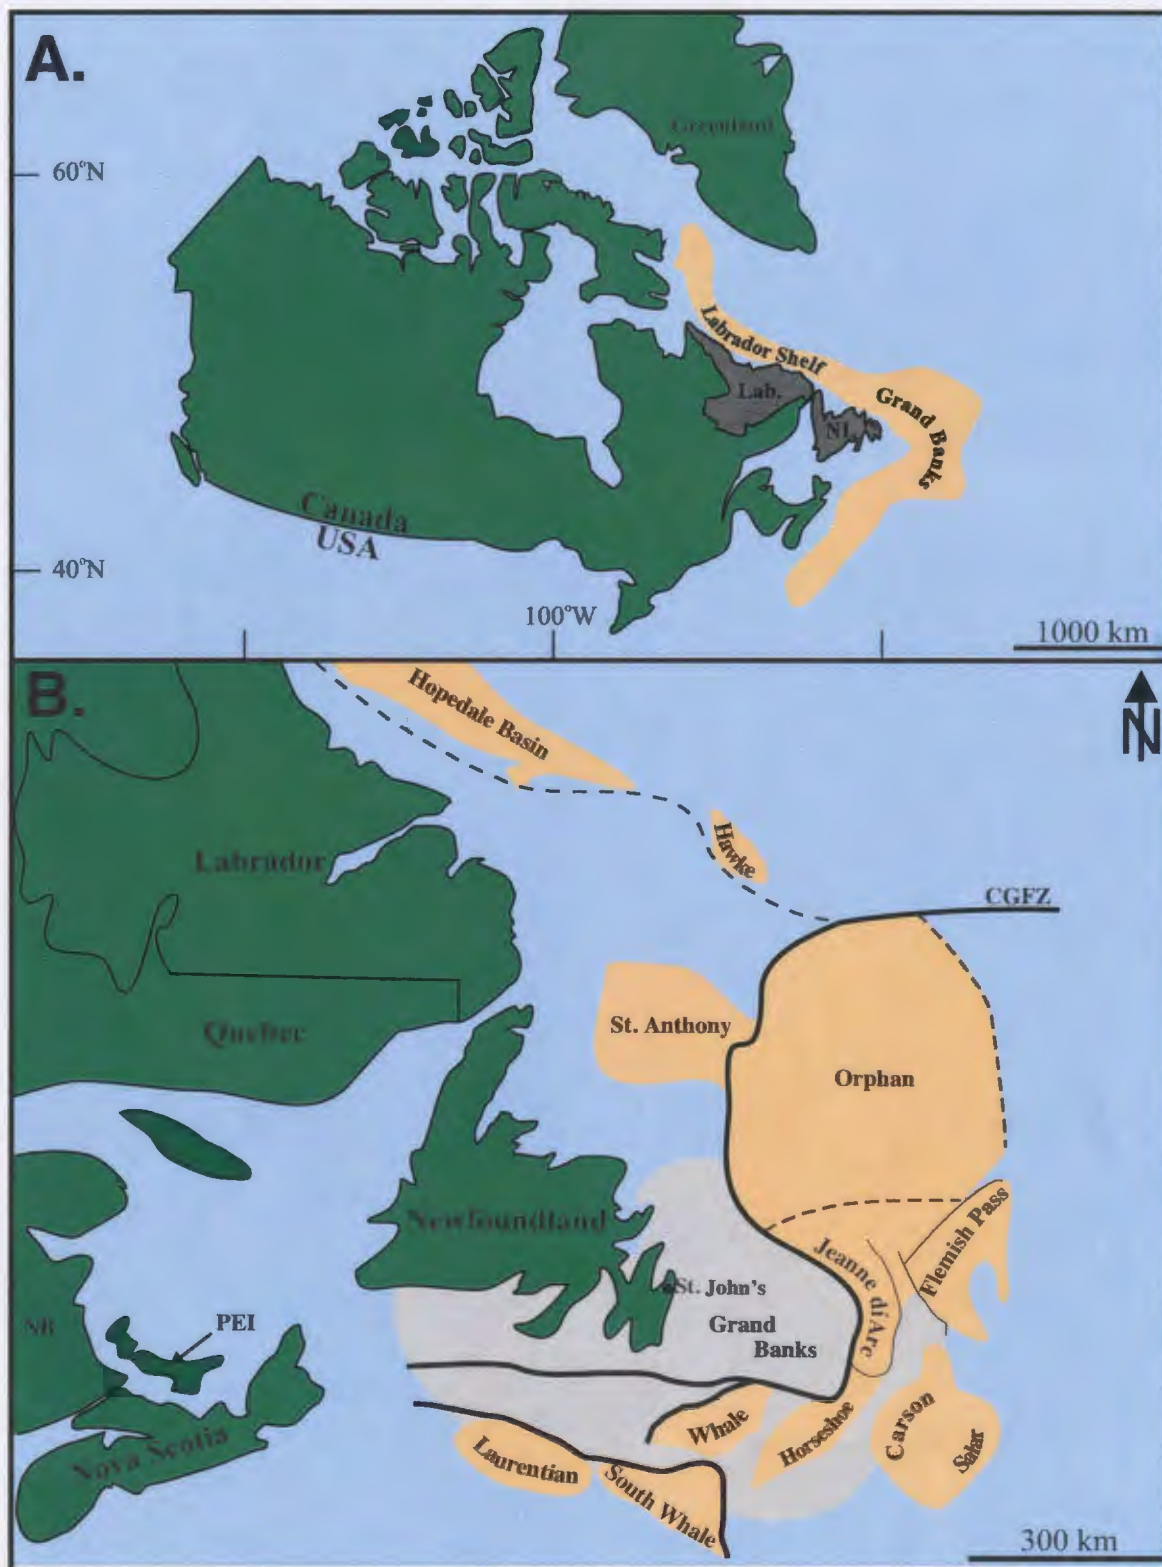 A.
Greenland
60°N
Labrador Shelf
Lab.
Grand Banks
Nf.
Canada
USA
40°N
100°W
1000 km
B.
Hopedale Basin
N
Hawke
Labrador
CGFZ
St. Anthony
Quebec
Orphan
Newfoundland
Flemish Pass
Jeanne d'Arc
St. John's
Grand
Banks
NB
PEI
Whale
Horseshoe
Carson
Salar
Nova Scotia
Laurentian
South Whale
300 km